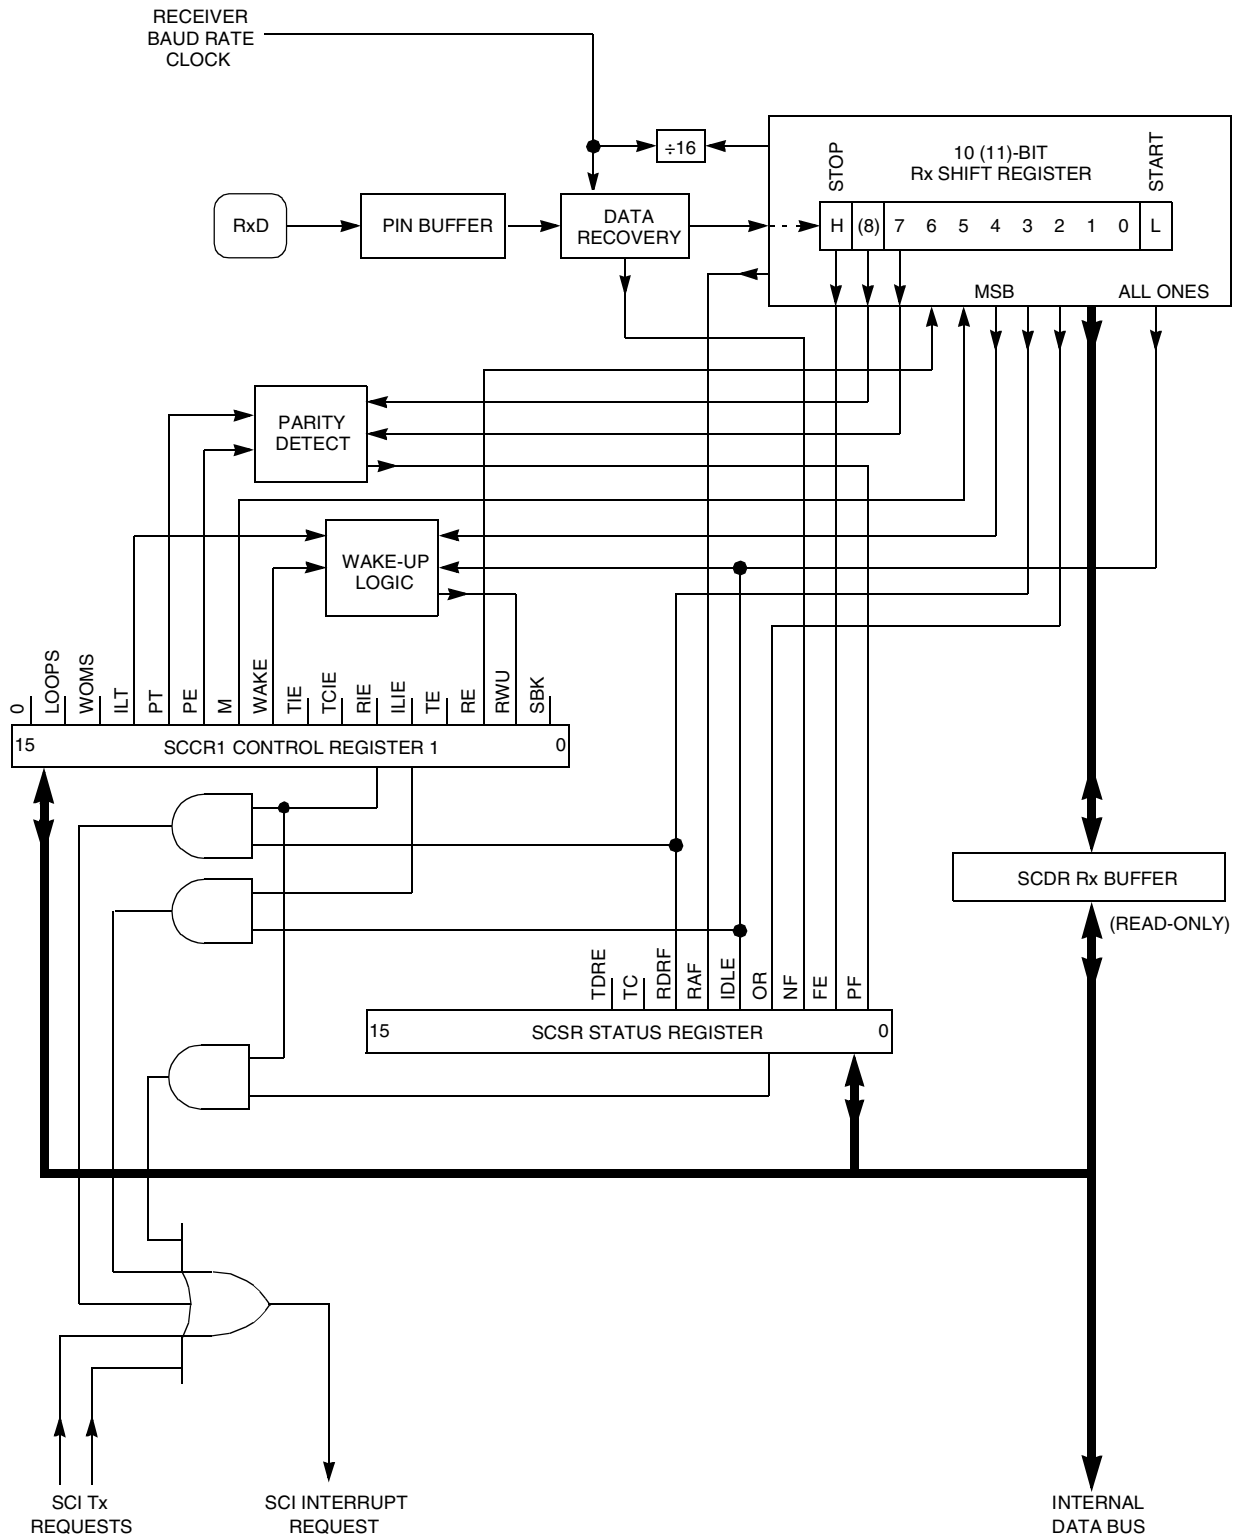 RECEIVER
BAUD RATE
CLOCK
÷16
STOP
10 (11)-BIT
Rx SHIFT REGISTER
START
RxD
PIN BUFFER
DATA
RECOVERY
H (8) 7 6 5 4 3 2 1 0 L
MSB
ALL ONES
PARITY
DETECT
WAKE-UP
LOGIC
0
LOOPS
WOMS
ILT
PT
PE
M
WAKE
TIE
TCIE
RIE
ILIE
TE
RE
RWU
SBK
15 SCCR1 CONTROL REGISTER 1 0
SCDR Rx BUFFER
(READ-ONLY)
TDRE
TC
RDRF
RAF
IDLE
OR
NF
FE
PF
15 SCSR STATUS REGISTER 0
SCI Tx
REQUESTS
SCI INTERRUPT
REQUEST
INTERNAL
DATA BUS